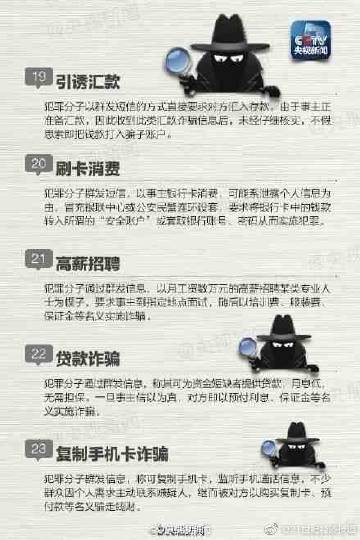 CCTV
央视新闻
19 引诱汇款
犯罪分子以群发短信的方式直接要求对方汇入存款，由于事主正
准备汇款，因此收到此类汇款诈骗信息后，未经仔细核实，不假
思索即把钱款打入骗子账户。
20 刷卡消费
犯罪分子群发短信，以事主银行卡消费，可能系泄露个人信息为
由，冒充银联中心或公安民警连环设套，要求将银行卡中的钱款
转入所谓的“安全账户”或套取银行账号、密码从而实施犯罪。
21 高薪招聘
犯罪分子通过群发信息，以月工资数万元的高薪招聘某类专业人
士为幌子，要求事主到指定地点面试，随后以培训费、服装费、
保证金等名义实施诈骗。
22 贷款诈骗
犯罪分子通过群发信息，称其可为资金短缺者提供贷款，月息低，
无需担保。一旦事主信以为真，对方即以预付利息、保证金等名
义实施诈骗。
23 复制手机卡诈骗
犯罪分子群发信息，称可复制手机卡，监听手机通话信息，不少
群众因个人需求主动联系嫌疑人，继而被对方以购买复制卡、预
付款等名义骗走钱财。
@央视新闻